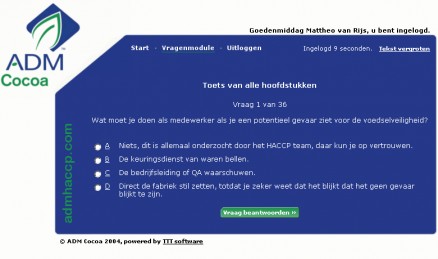 Goedenmiddag Mattheo van Rijs, u bent ingelogd.
Start - Vragenmodule - Uitloggen
Ingelogd 9 seconden. Tekst vergroten
ADM
Cocoa
Toets van alle hoofdstukken
Vraag 1 van 36
Wat moet je doen als medewerker als je een potentieel gevaar ziet voor de voedselveiligheid?
A Niets, dit is allemaal onderzocht door het HACCP team, daar kun je op vertrouwen.
B De keuringsdienst van waren bellen.
C De bedrijfsleiding of QA waarschuwen.
D Direct de fabriek stil zetten, totdat je zeker weet dat het blijkt dat het geen gevaar
blijkt te zijn.
Vraag beantwoorden »
admhaccp.com
© ADM Cocoa 2004, powered by TTT software